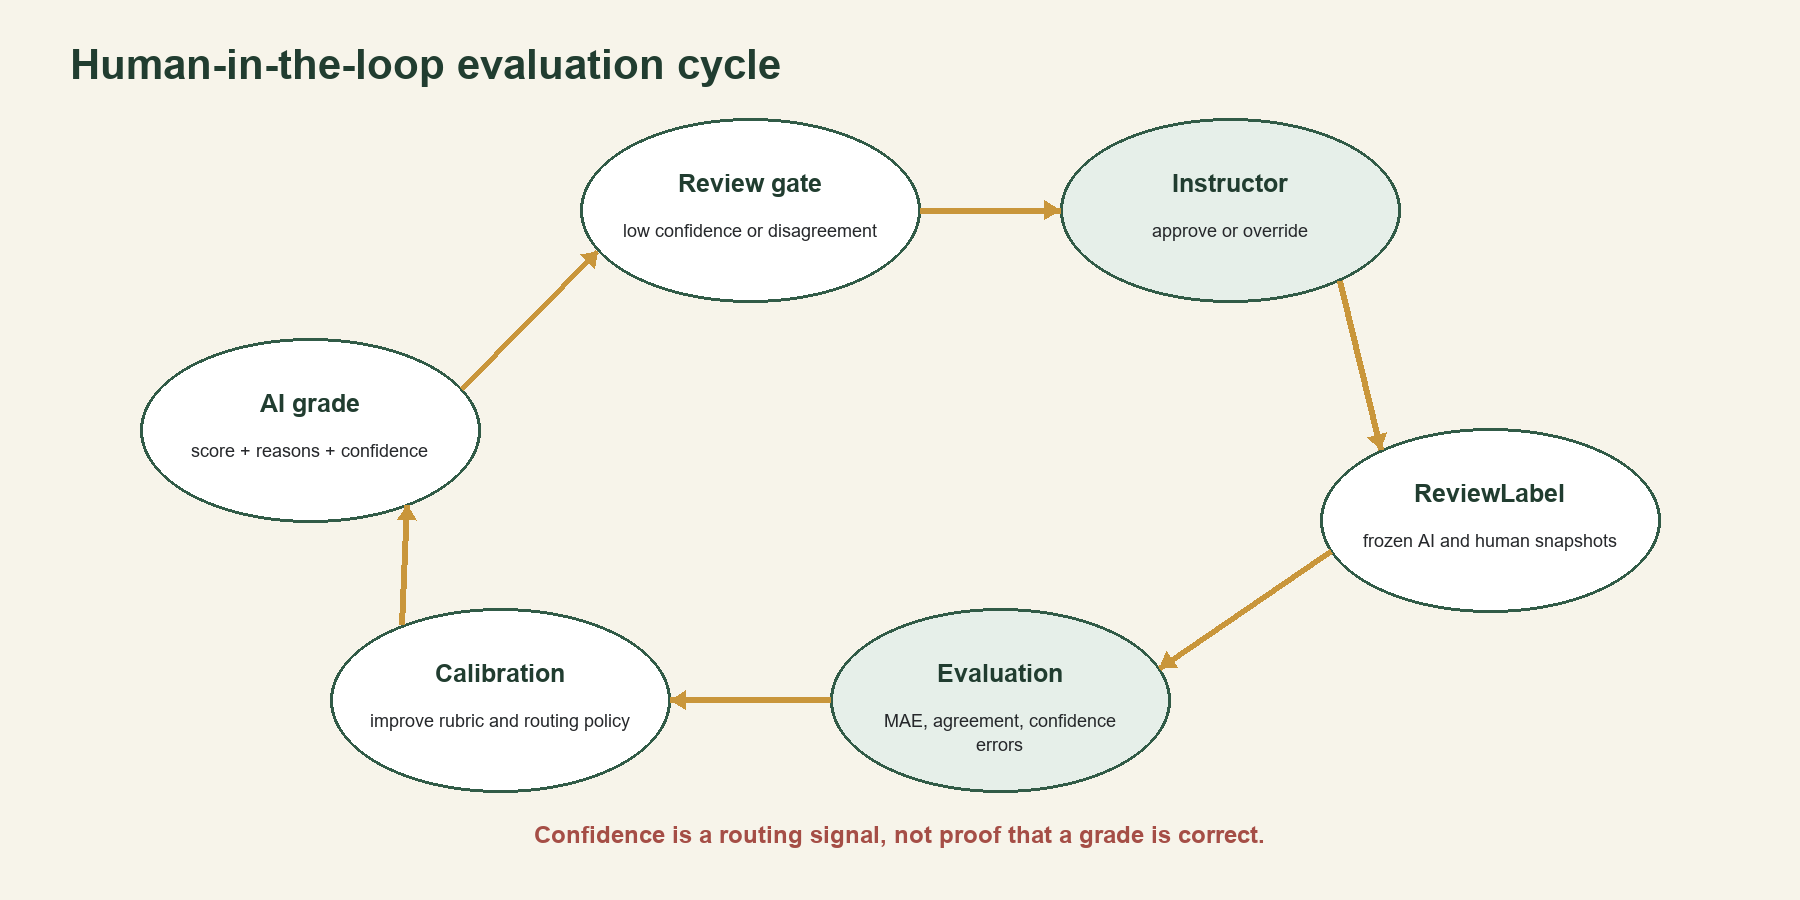 Human-in-the-loop evaluation cycle
Review gate
low confidence or disagreement
Instructor
approve or override
AI grade
score + reasons + confidence
ReviewLabel
frozen AI and human snapshots
Calibration
improve rubric and routing policy
Evaluation
MAE, agreement, confidence
errors
Confidence is a routing signal, not proof that a grade is correct.